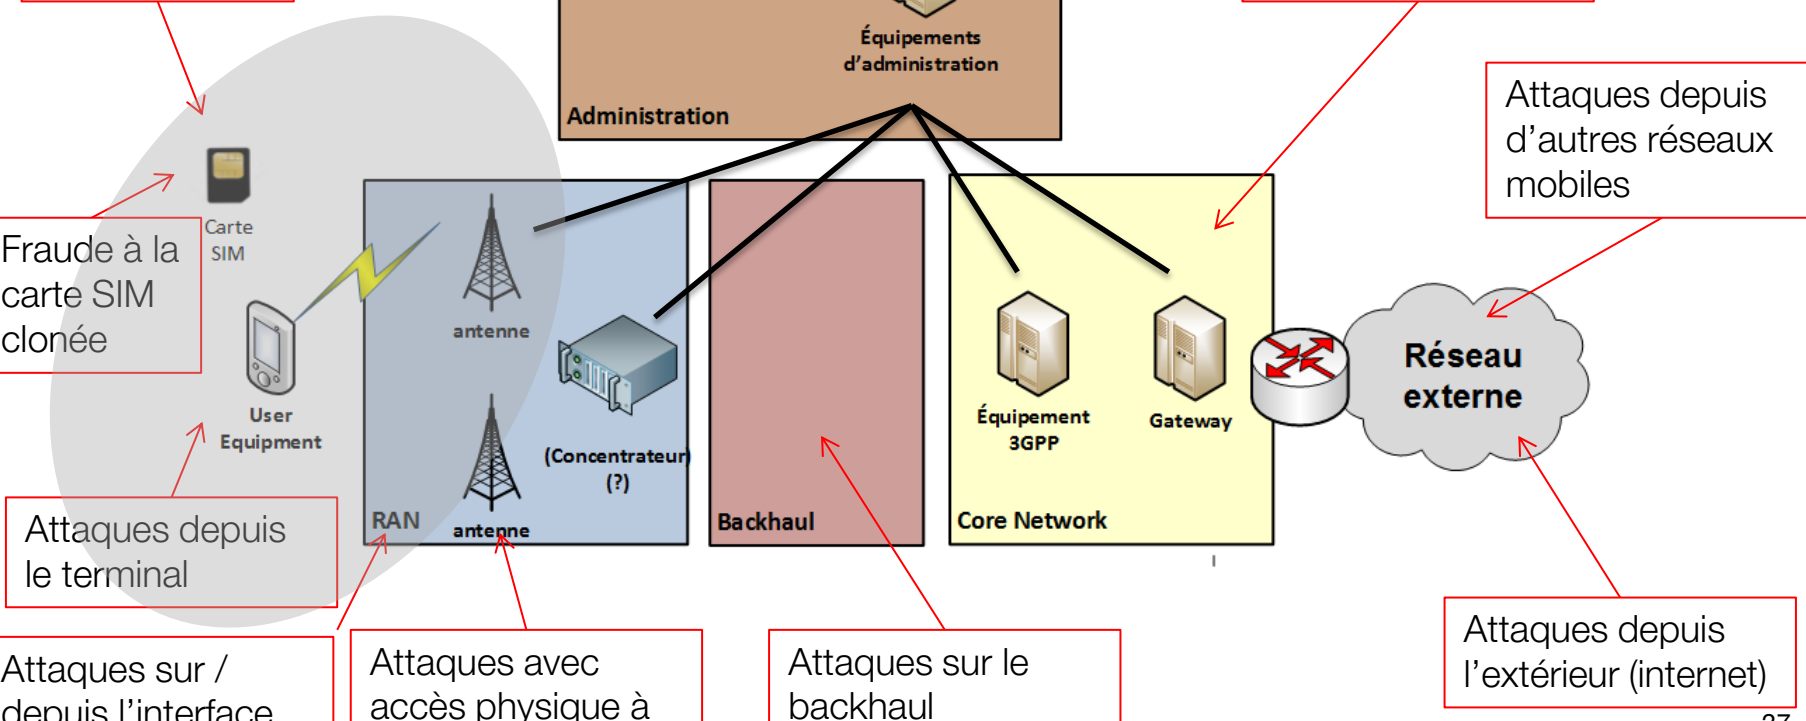 Équipements
d'administration
Administration
Attaques depuis
d'autres réseaux
mobiles
Carte
SIM
Fraude à la
carte SIM
clonée
antenne
Réseau
externe
User
Equipment
Équipement
3GPP
Gateway
(Concentrateur)
(?)
Attaques depuis
le terminal
RAN
antenne
Backhaul
Core Network
Attaques sur /
depuis l'interface
Attaques avec
accès physique à
Attaques sur le
backhaul
Attaques depuis
l'extérieur (internet)